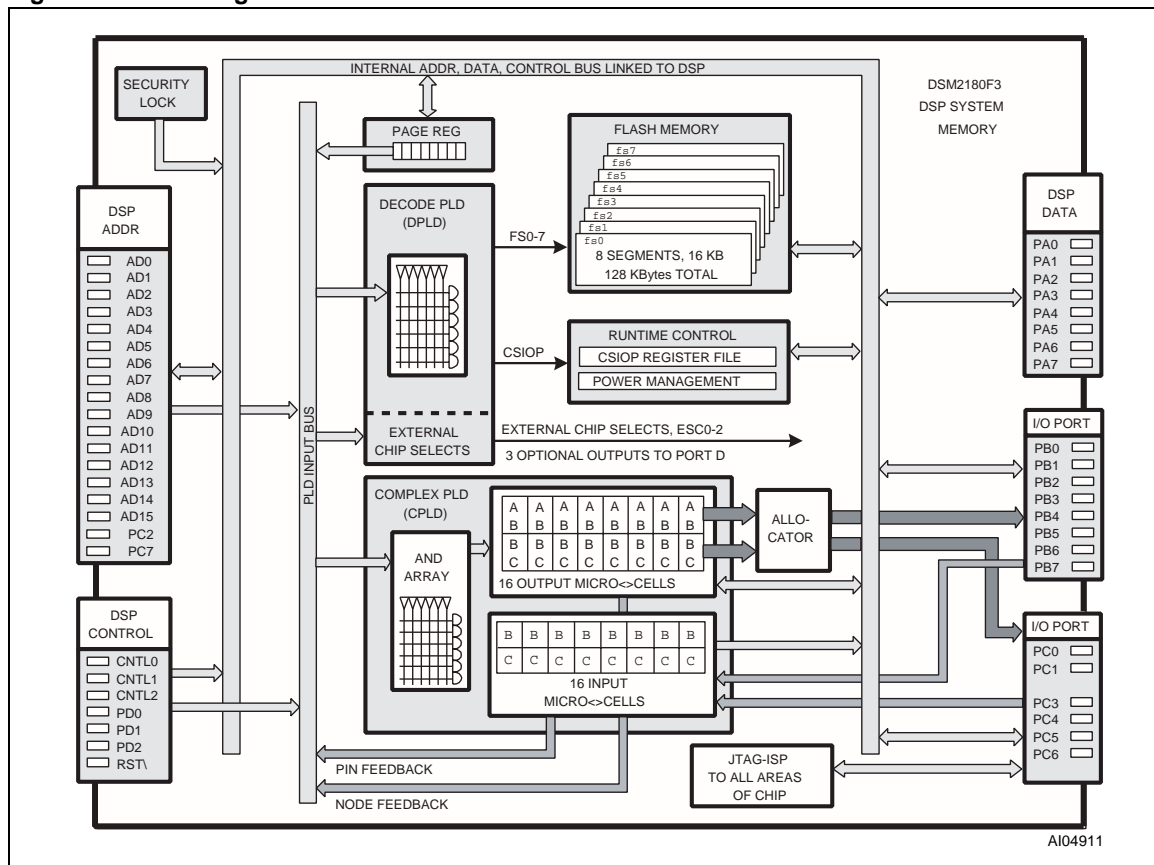 INTERNAL ADDR, DATA, CONTROL BUS LINKED TO DSP
SECURITY
LOCK
DSM2180F3
DSP SYSTEM
MEMORY
PAGE REG
FLASH MEMORY
fs7
fs6
fs5
fs4
fs3
fs2
fs1
fs0
8 SEGMENTS, 16 KB
128 KBytes TOTAL
DSP
ADDR
AD0
AD1
AD2
AD3
AD4
AD5
AD6
AD7
AD8
AD9
AD10
AD11
AD12
AD13
AD14
AD15
PC2
PC7
DECODE PLD
(DPLD)
FS0-7
CSIOP
RUNTIME CONTROL
CSIOP REGISTER FILE
POWER MANAGEMENT
EXTERNAL
CHIP SELECTS
EXTERNAL CHIP SELECTS, ESC0-2
3 OPTIONAL OUTPUTS TO PORT D
PLD INPUT BUS
DSP
DATA
PA0
PA1
PA2
PA3
PA4
PA5
PA6
PA7
COMPLEX PLD
(CPLD)
AND
ARRAY
A A A A A A A A
B B B B B B B B
B B B B B B B B
C C C C C C C C
16 OUTPUT MICRO<>CELLS
ALLO-
CATOR
B B B B B B B B
C C C C C C C C
16 INPUT
MICRO<>CELLS
I/O PORT
PB0
PB1
PB2
PB3
PB4
PB5
PB6
PB7
DSP
CONTROL
CNTL0
CNTL1
CNTL2
PD0
PD1
PD2
RST\
I/O PORT
PC0
PC1
PC3
PC4
PC5
PC6
PIN FEEDBACK
NODE FEEDBACK
JTAG-ISP
TO ALL AREAS
OF CHIP
AI04911